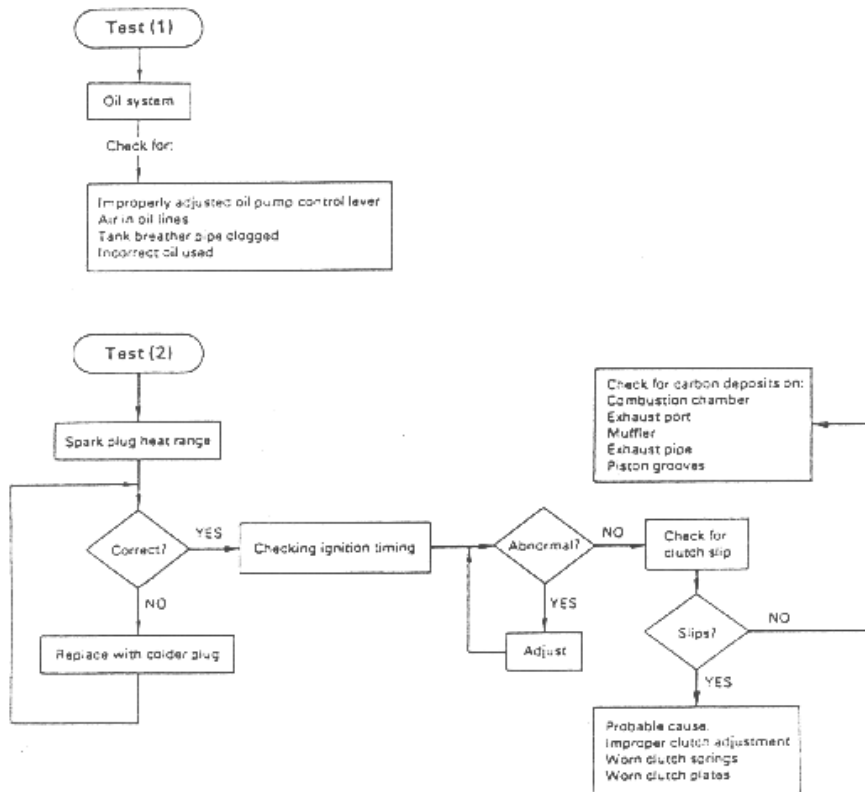 Test (1)
Oil system
Check for:
Improperly adjusted oil pump control lever
Air in oil lines
Tank breather pipe clogged
Incorrect oil used
Test (2)
Spark plug heat range
Correct?
YES
NO
Replace with colder plug
Checking ignition timing
Abnormal?
NO
YES
Adjust
Check for
clutch slip
Slips?
NO
YES
Check for carbon deposits on:
Combustion chamber
Exhaust port
Muffler
Exhaust pipe
Piston grooves
Probable cause:
Improper clutch adjustment
Worn clutch springs
Worn clutch plates